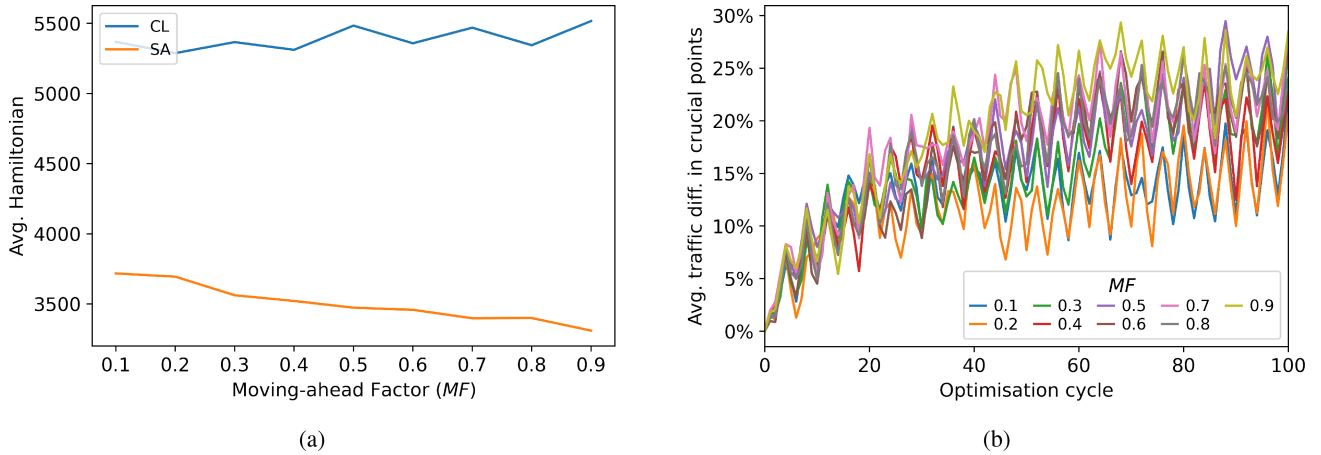 5500
5000
4500
4000
3500
Avg. Hamiltonian
CL
SA
0.1 0.2 0.3 0.4 0.5 0.6 0.7 0.8 0.9
Moving-ahead Factor (MF)
(a)
30%
25%
20%
15%
10%
5%
0%
Avg. traffic diff. in crucial points
MF
0.1 0.3 0.5 0.7 0.9
0.2 0.4 0.6 0.8
0 20 40 60 80 100
Optimisation cycle
(b)